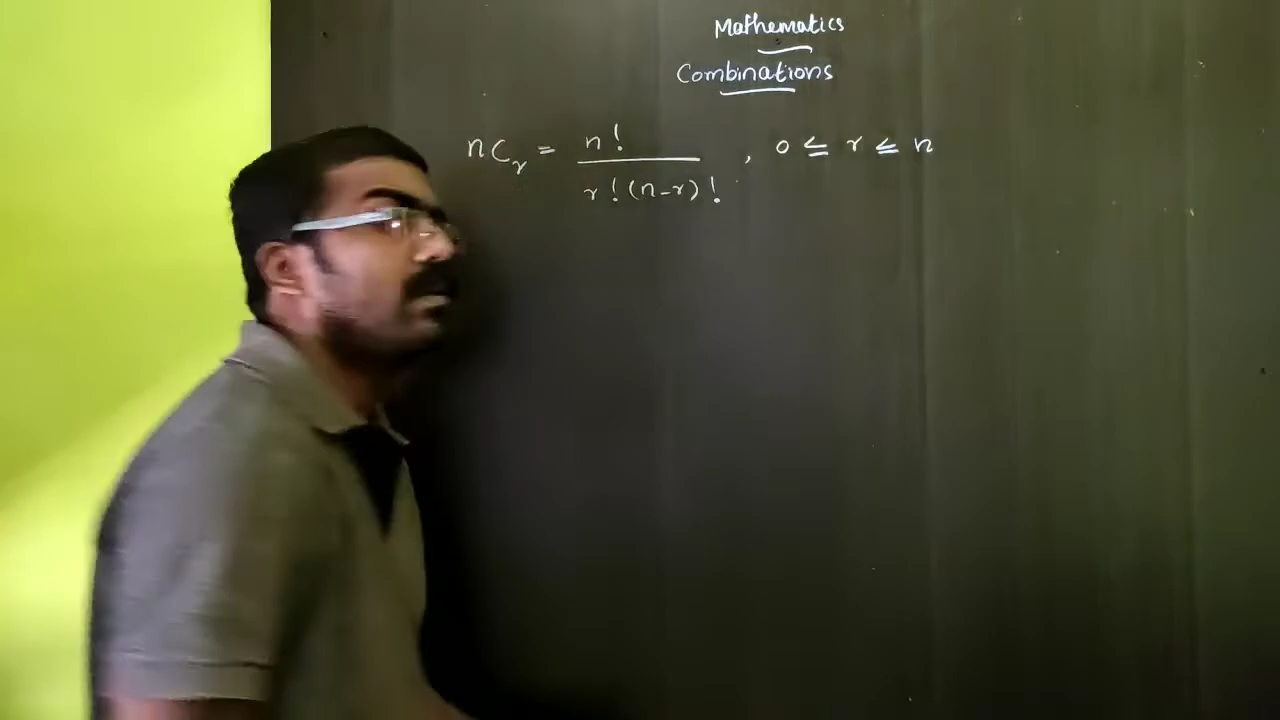 Mathematics
Combinations
nCr = n! / r!(n-r)! , 0 ≤ r ≤ n